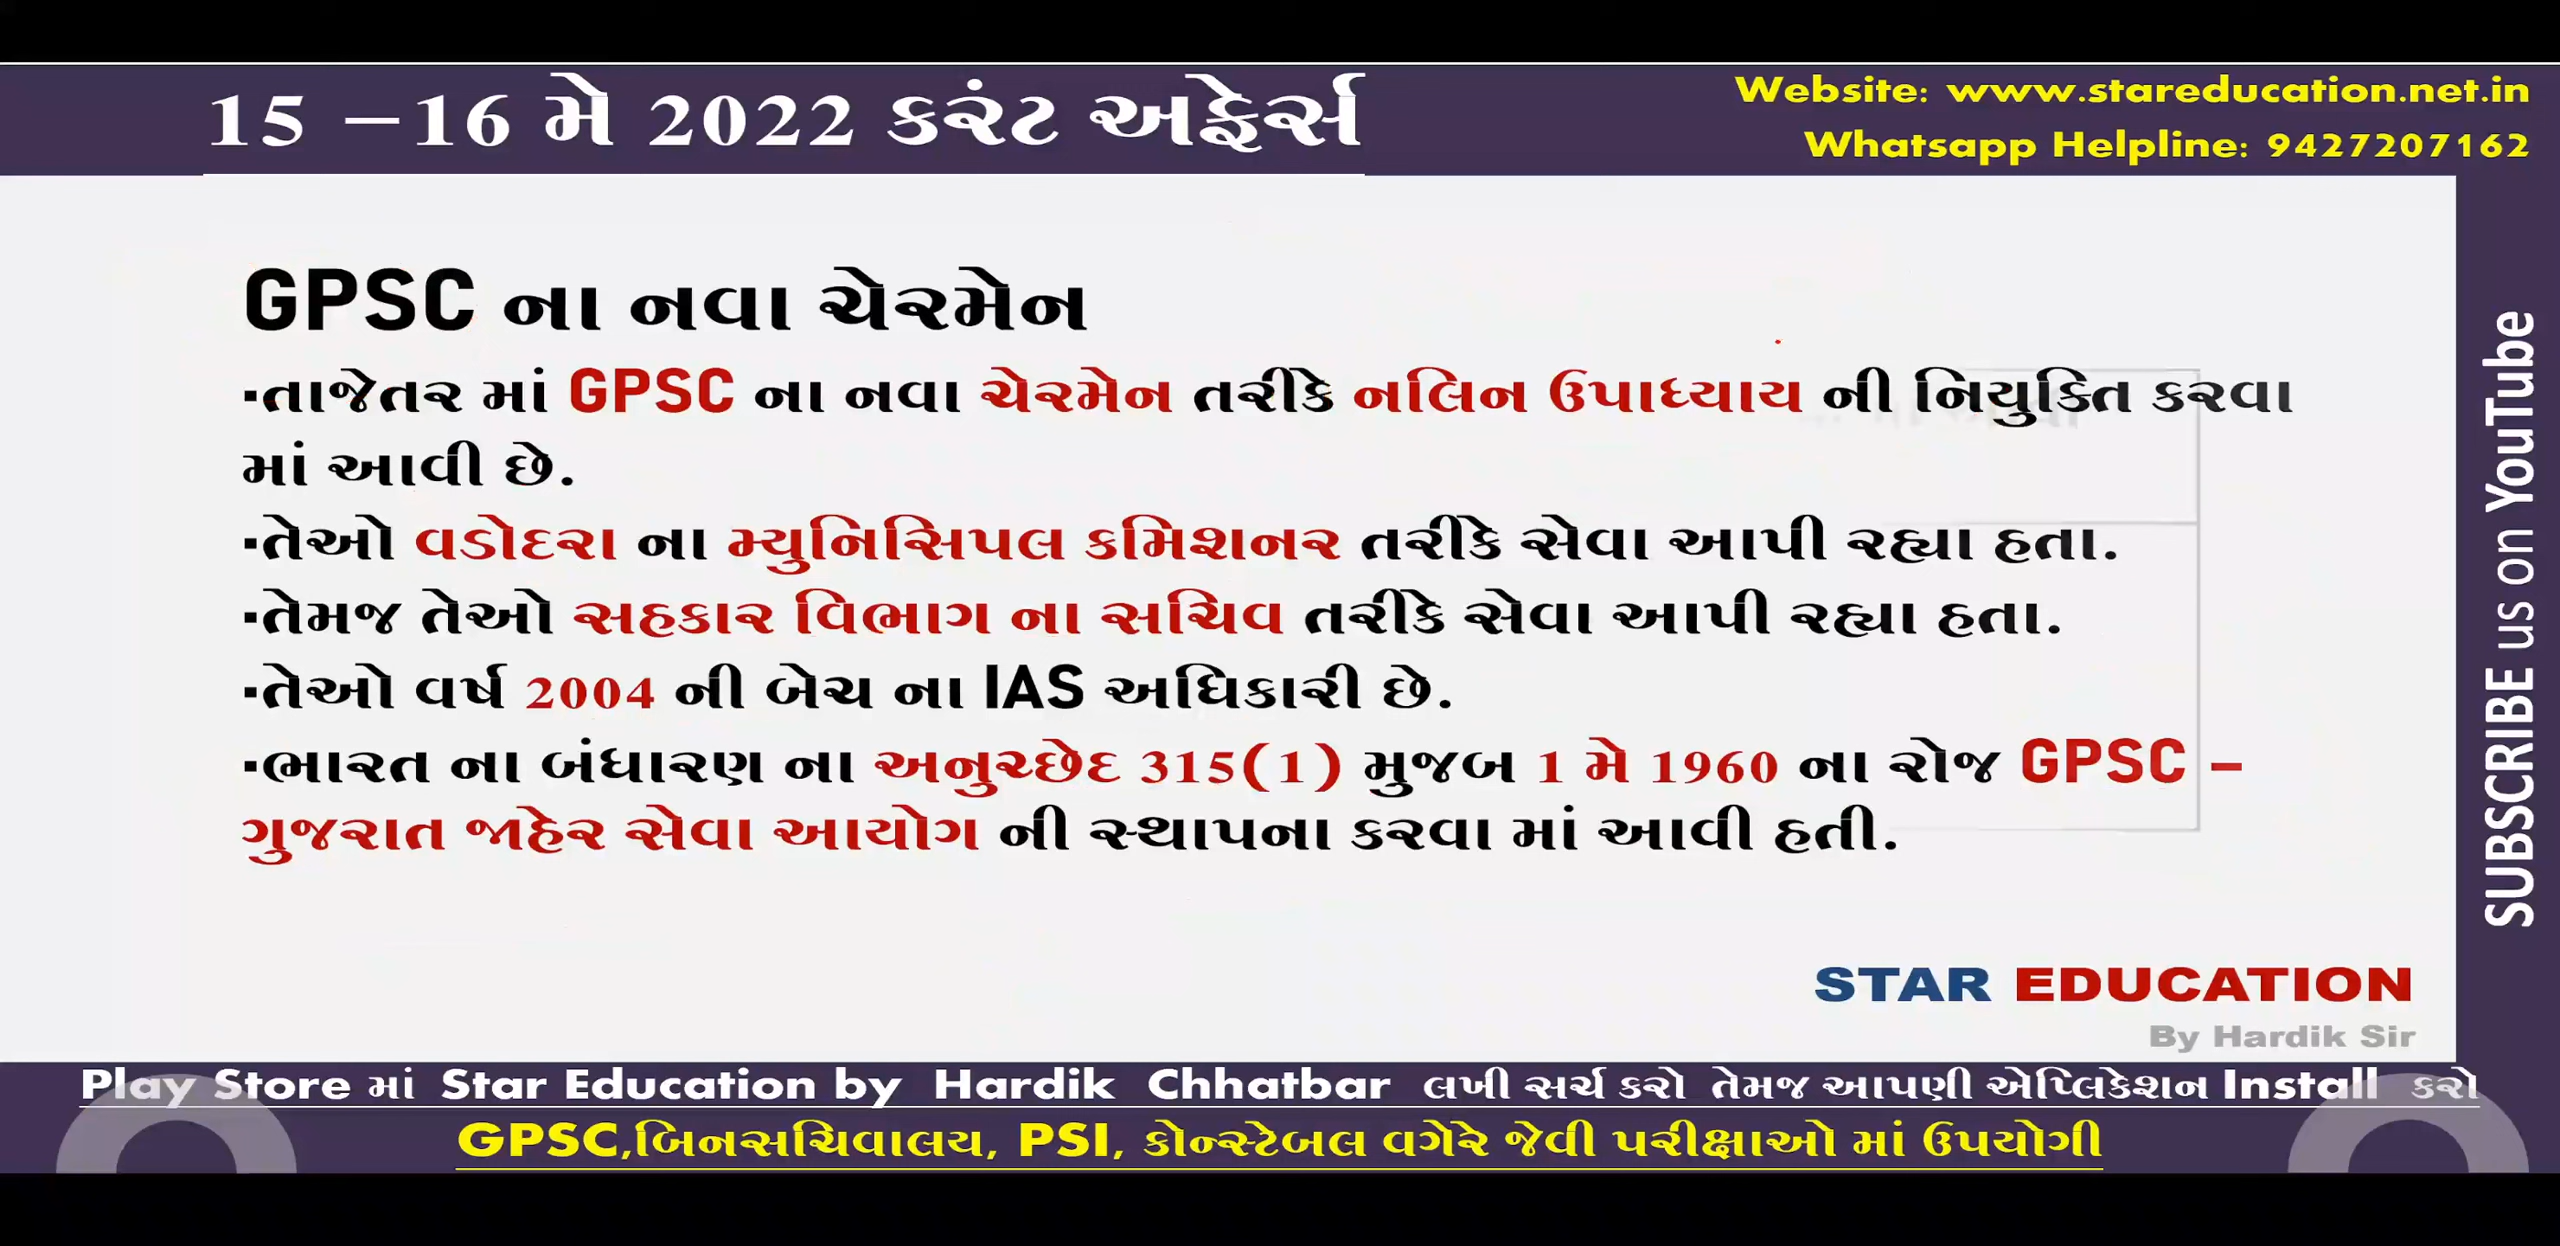 15 –16 મે 2022 કરંટ અફેર્સ
Website: www.stareducation.net.in
Whatsapp Helpline: 9427207162
GPSC ના નવા ચેરમેન
▪તાજેતર માં GPSC ના નવા ચેરમેન તરીકે નલિન ઉપાધ્યાય ની નિયુક્તિ કરવા
માં આવી છે.
▪તેઓ વડોદરા ના મ્યુનિસિપલ કમિશનર તરીકે સેવા આપી રહ્યા હતા.
▪તેમજ તેઓ સહકાર વિભાગ ના સચિવ તરીકે સેવા આપી રહ્યા હતા.
▪તેઓ વર્ષ 2004 ની બેચ ના IAS અધિકારી છે.
▪ભારત ના બંધારણ ના અનુચ્છેદ 315(1) મુજબ 1 મે 1960 ના રોજ GPSC –
ગુજરાત જાહેર સેવા આયોગ ની સ્થાપના કરવા માં આવી હતી.
SUBSCRIBE us on YouTube
STAR EDUCATION
By Hardik Sir
Play Store માં Star Education by Hardik Chhatbar લખી સર્ચ કરો તેમજ આપણી એપ્લિકેશન Install કરો
GPSC,બિનસચિવાલય, PSI, કોન્સ્ટેબલ વગેરે જેવી પરીક્ષાઓ માં ઉપયોગી